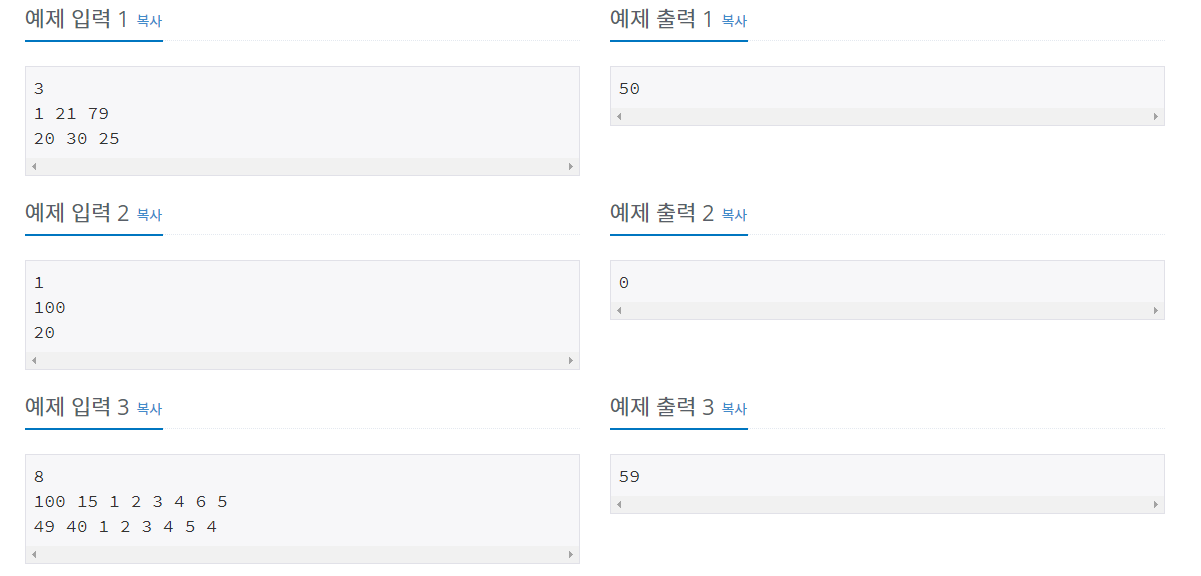 예제 입력 1 복사
3
1 21 79
20 30 25
예제 출력 1 복사
50
예제 입력 2 복사
1
100
20
예제 출력 2 복사
0
예제 입력 3 복사
8
100 15 1 2 3 4 6 5
49 40 1 2 3 4 5 4
예제 출력 3 복사
59